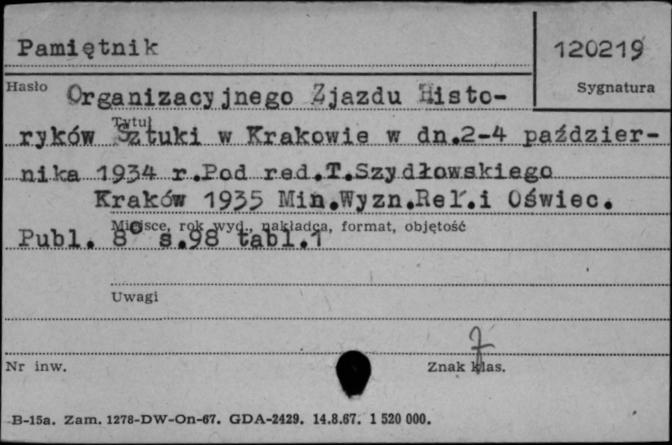 Pamiętnik
120219
Hasło
Sygnatura
Organizacyjnego Zjazdu Histo-
Tytuł
ryków Sztuki w Krakowie w dn.2-4 paździer-
nika 1934 r.Pod red.T.Szydłowskiego
Kraków 1935 Min.Wyzn.Rel.i Oświec.
Miejsce, rok wyd., nakładca, format, objętość
Publ. 8° s.98 tabl.1
Uwagi
Nr inw.
Znak klas.
B-15a. Zam. 1278-DW-On-67. GDA-2429. 14.8.67. 1 520 000.